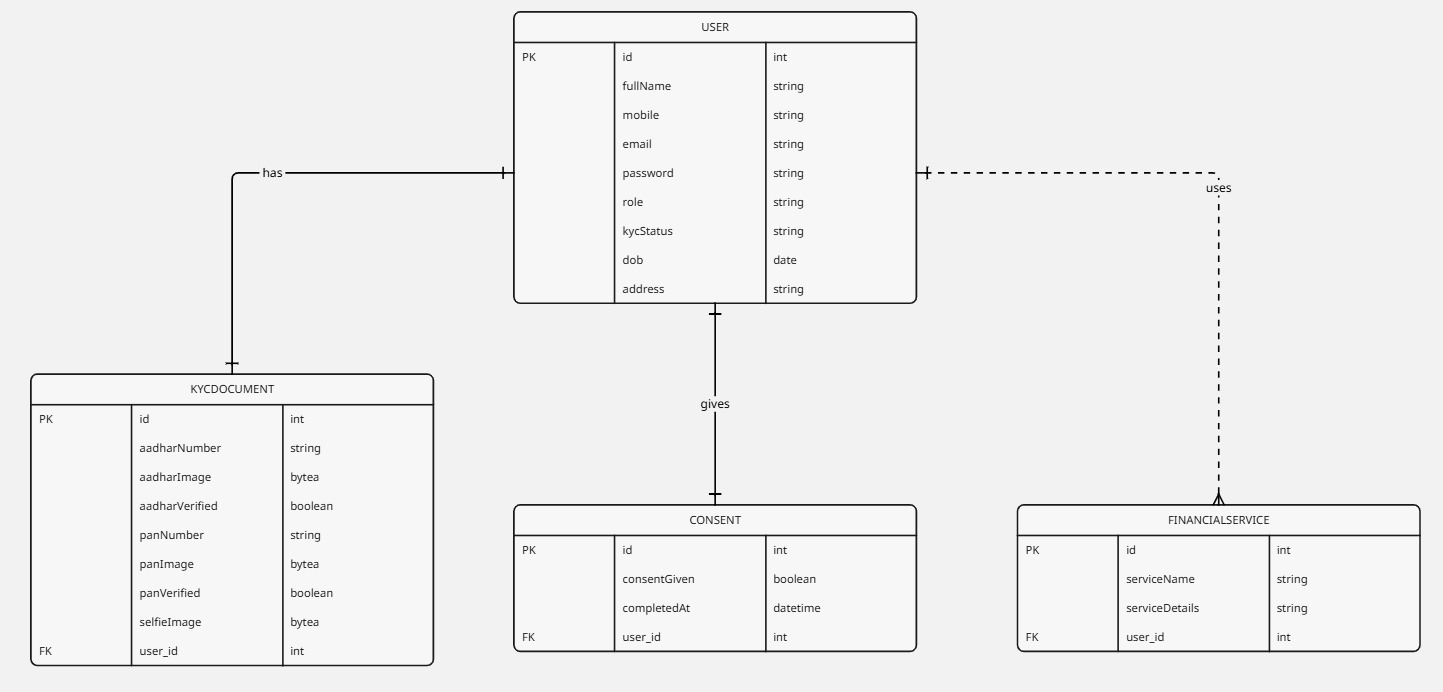 USER
PK id int
fullName string
mobile string
email string
password string
role string
kycStatus string
dob date
address string
has
uses
gives
KYCDOCUMENT
PK id int
aadharNumber string
aadharImage bytea
aadharVerified boolean
panNumber string
panImage bytea
panVerified boolean
selfieImage bytea
FK user_id int
CONSENT
PK id int
consentGiven boolean
completedAt datetime
FK user_id int
FINANCIALSERVICE
PK id int
serviceName string
serviceDetails string
FK user_id int